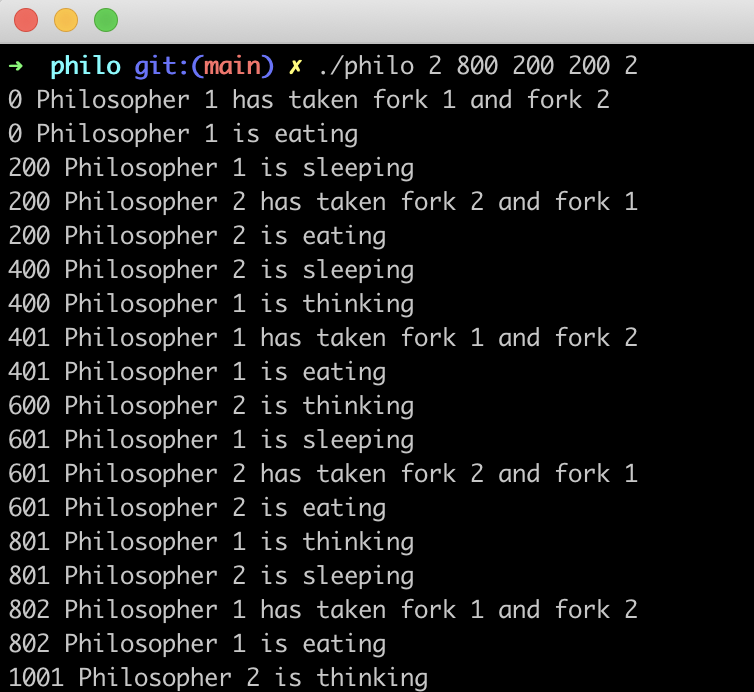 ➜ philo git:(main) ✗ ./philo 2 800 200 200 2
0 Philosopher 1 has taken fork 1 and fork 2
0 Philosopher 1 is eating
200 Philosopher 1 is sleeping
200 Philosopher 2 has taken fork 2 and fork 1
200 Philosopher 2 is eating
400 Philosopher 2 is sleeping
400 Philosopher 1 is thinking
401 Philosopher 1 has taken fork 1 and fork 2
401 Philosopher 1 is eating
600 Philosopher 2 is thinking
601 Philosopher 1 is sleeping
601 Philosopher 2 has taken fork 2 and fork 1
601 Philosopher 2 is eating
801 Philosopher 1 is thinking
801 Philosopher 2 is sleeping
802 Philosopher 1 has taken fork 1 and fork 2
802 Philosopher 1 is eating
1001 Philosopher 2 is thinking